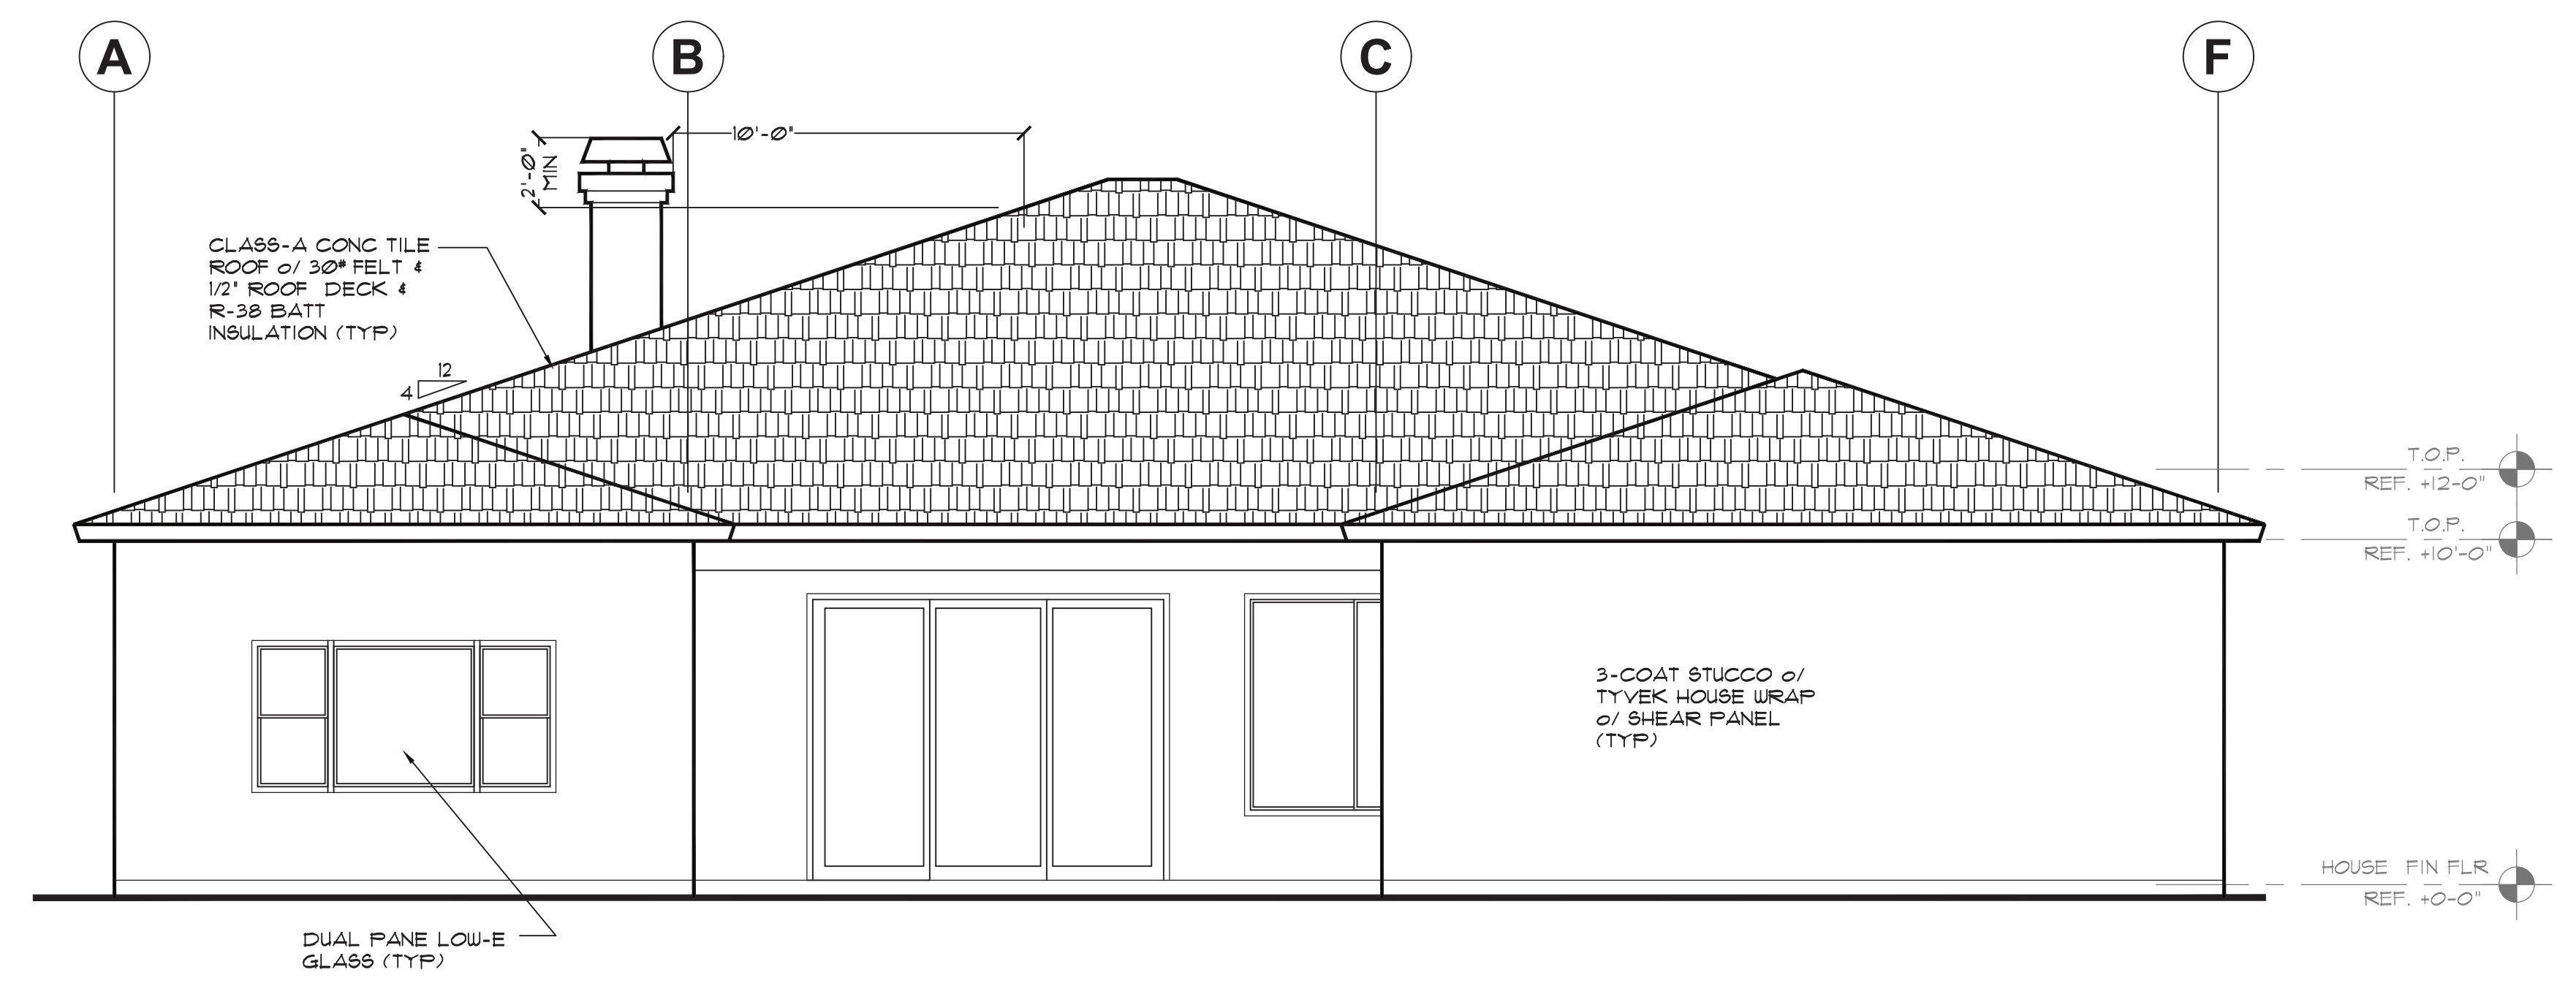 A
B
C
F
10'-0"
2'-0"
MIN
CLASS-A CONC TILE
ROOF o/ 30# FELT &
1/2" ROOF DECK &
R-38 BATT
INSULATION (TYP)
12
4
T.O.P.
REF. +12-0"
T.O.P.
REF. +10'-0"
3-COAT STUCCO o/
TYVEK HOUSE WRAP
o/ SHEAR PANEL
(TYP)
HOUSE FIN FLR
REF. +0-0"
DUAL PANE LOW-E
GLASS (TYP)